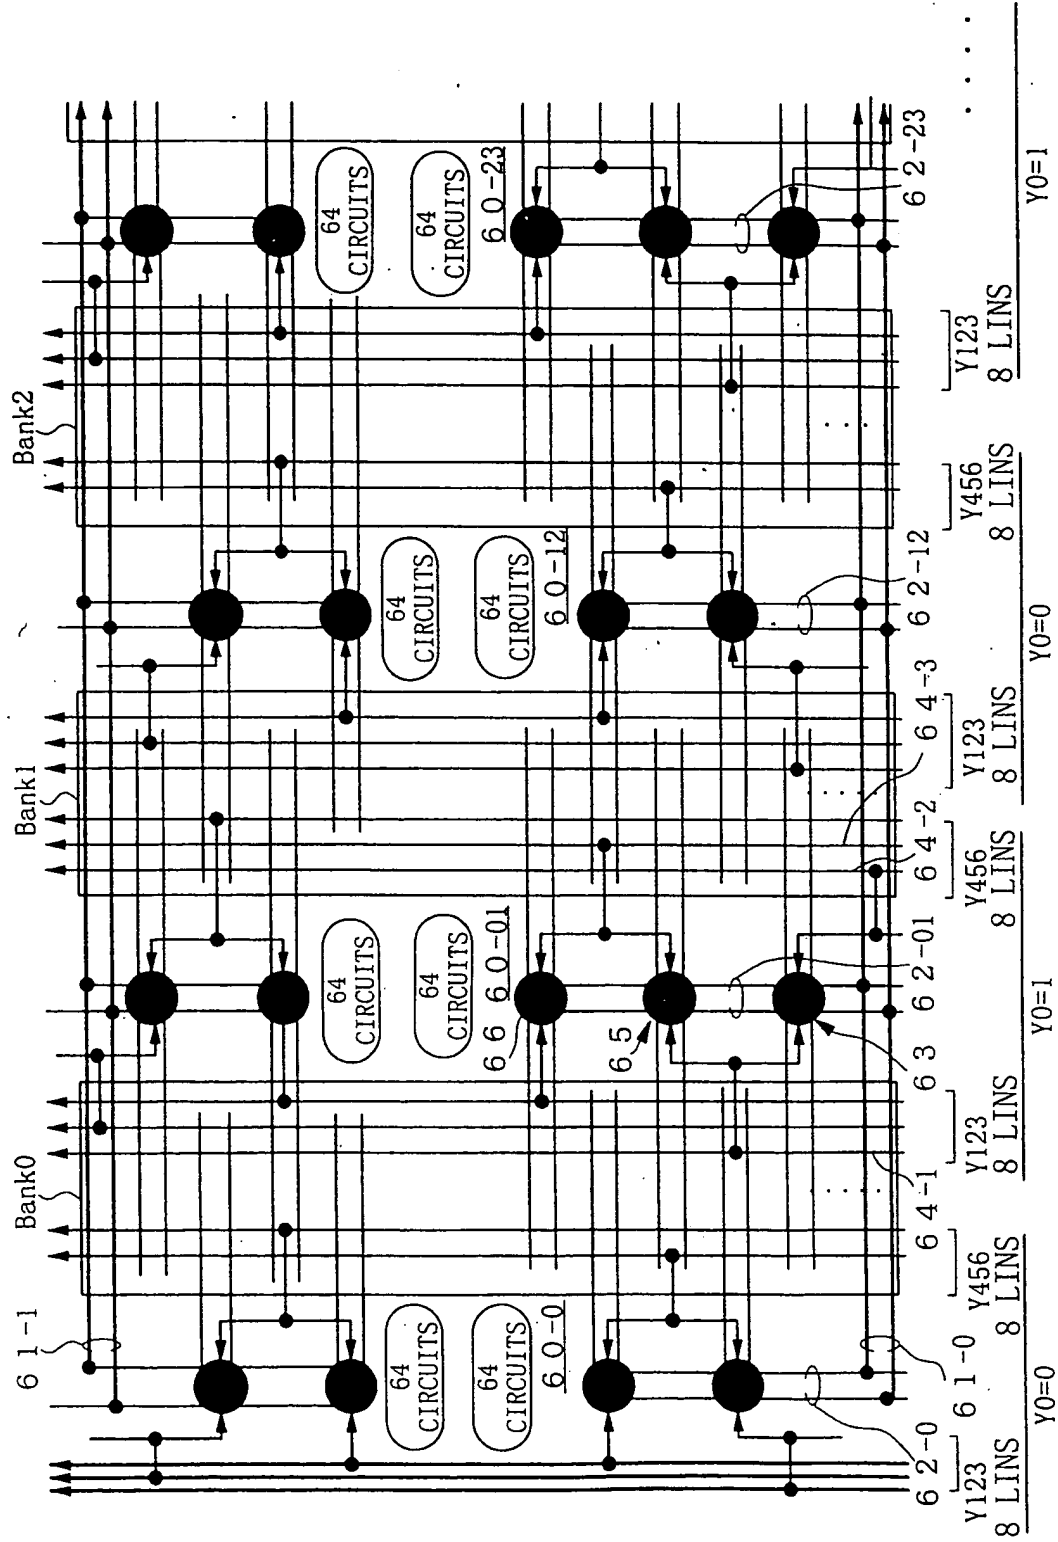 Bank0
Bank1
Bank2
6 1-1
64
CIRCUITS
64
CIRCUITS
6 0-0
64
CIRCUITS
64
CIRCUITS
6 0-01
64
CIRCUITS
64
CIRCUITS
6 0-12
64
CIRCUITS
64
CIRCUITS
6 0-23
6 6
6 5
6 3
6 2-0
6 1-0
6 4-1
6 2-01
6 4-2
6 4-3
6 2-12
6 2-23
Y123
8 LINS
Y456
8 LINS
Y123
8 LINS
Y456
8 LINS
Y123
8 LINS
Y456
8 LINS
Y123
8 LINS
Y0=0
Y0=1
Y0=0
Y0=1